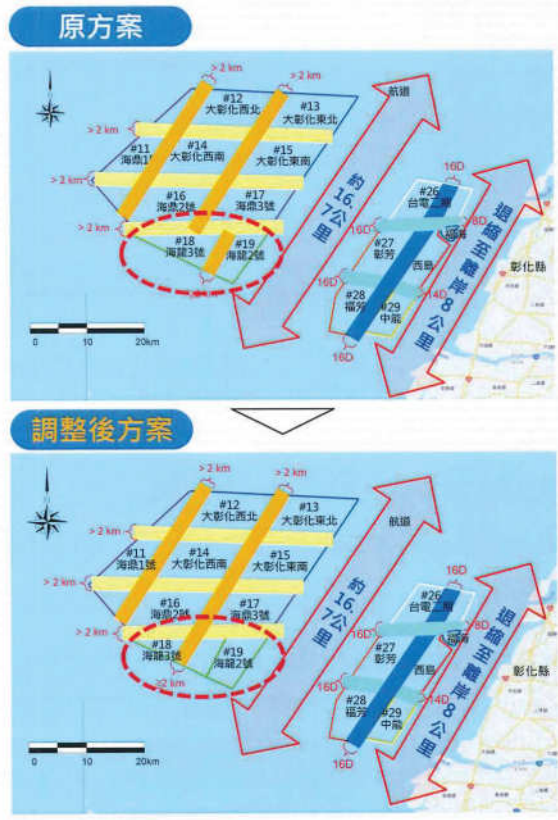 原方案
> 2 km
> 2 km
#12
大彰化西北
#13
大彰化東北
航道
> 2 km
#11
海鼎1號
#14
大彰化西南
#15
大彰化東南
> 2 km
#16
海鼎2號
#17
海鼎3號
> 2 km
#18
海龍3號
#19
海龍2號
約16.7公里
16D
#26
台電二期
8D
16D
#27
彰芳
西島
16D
#28
福芳
14D
#29
中能
16D
退縮至離岸8公里
彰化縣
0 10 20km
調整後方案
> 2 km
> 2 km
#12
大彰化西北
#13
大彰化東北
航道
> 2 km
#11
海鼎1號
#14
大彰化西南
#15
大彰化東南
> 2 km
#16
海鼎2號
#17
海鼎3號
> 2 km
#18
海龍3號
#19
海龍2號
>2 km
約16.7公里
16D
#26
台電二期
8D
16D
#27
彰芳
西島
16D
#28
福芳
14D
#29
中能
16D
退縮至離岸8公里
彰化縣
0 10 20km